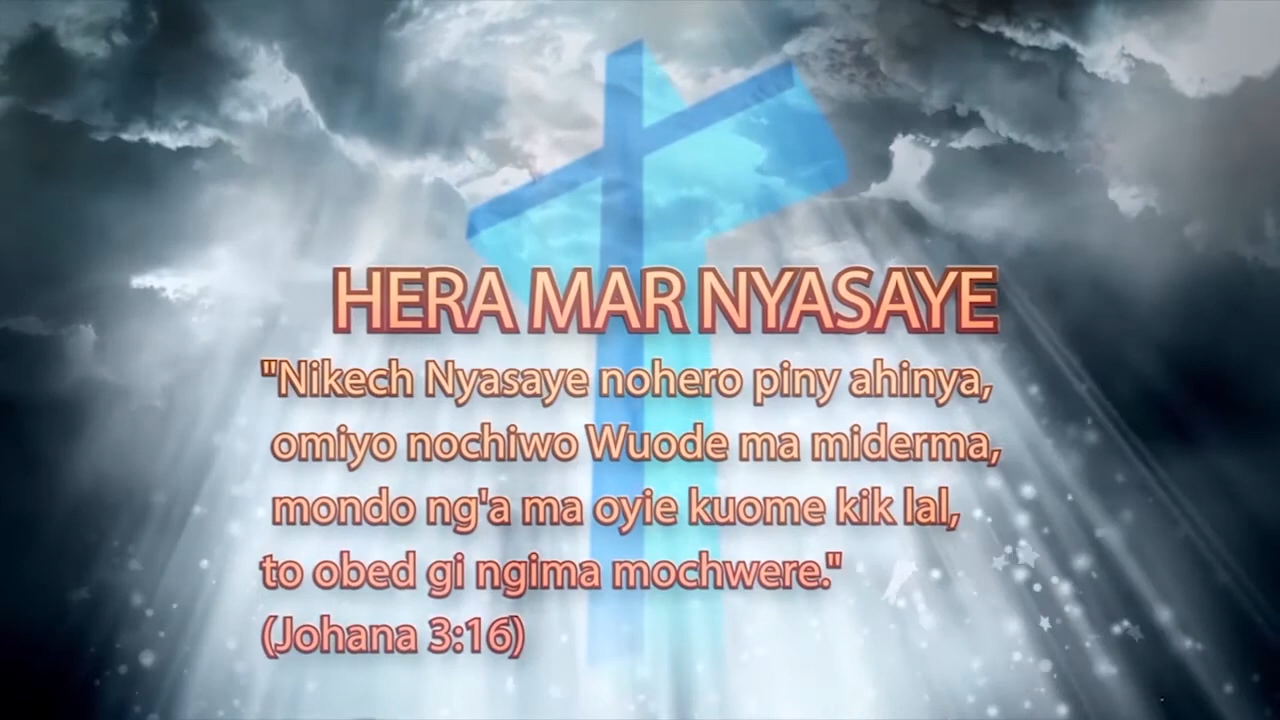 HERA MAR NYASAYE
"Nikech Nyasaye nohero piny ahinya,
omiyo nochiwo Wuode ma miderma,
mondo ng'a ma oyie kuome kik lal,
to obed gi ngima mochwere."
(Johana 3:16)